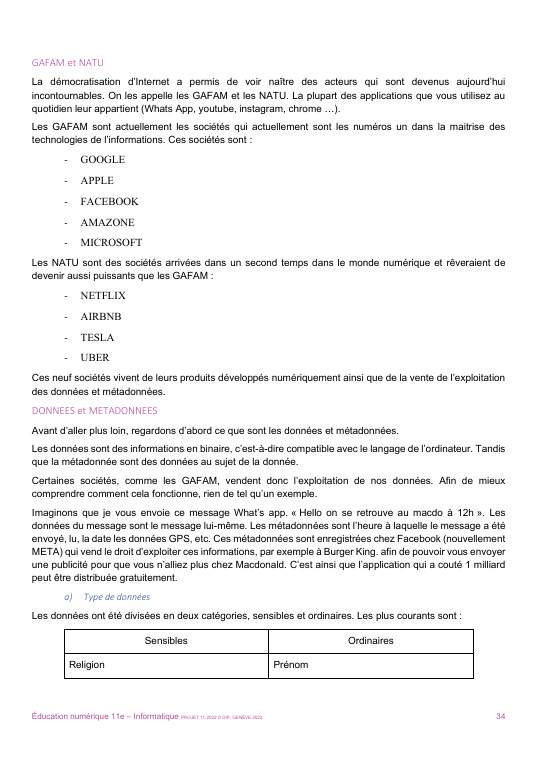 GAFAM et NATU
La démocratisation d'Internet a permis de voir naître des acteurs qui sont devenus aujourd'hui
incontournables. On les appelle les GAFAM et les NATU. La plupart des applications que vous utilisez au
quotidien leur appartient (Whats App, youtube, instagram, chrome …).
Les GAFAM sont actuellement les sociétés qui actuellement sont les numéros un dans la maitrise des
technologies de l'informations. Ces sociétés sont :
- GOOGLE
- APPLE
- FACEBOOK
- AMAZONE
- MICROSOFT
Les NATU sont des sociétés arrivées dans un second temps dans le monde numérique et rêveraient de
devenir aussi puissants que les GAFAM :
- NETFLIX
- AIRBNB
- TESLA
- UBER
Ces neuf sociétés vivent de leurs produits développés numériquement ainsi que de la vente de l'exploitation
des données et métadonnées.
DONNEES et METADONNEES
Avant d'aller plus loin, regardons d'abord ce que sont les données et métadonnées.
Les données sont des informations en binaire, c'est-à-dire compatible avec le langage de l'ordinateur. Tandis
que la métadonnée sont des données au sujet de la donnée.
Certaines sociétés, comme les GAFAM, vendent donc l'exploitation de nos données. Afin de mieux
comprendre comment cela fonctionne, rien de tel qu'un exemple.
Imaginons que je vous envoie ce message What's app. « Hello on se retrouve au macdo à 12h ». Les
données du message sont le message lui-même. Les métadonnées sont l'heure à laquelle le message a été
envoyé, lu, la date les données GPS, etc. Ces métadonnées sont enregistrées chez Facebook (nouvellement
META) qui vend le droit d'exploiter ces informations, par exemple à Burger King. afin de pouvoir vous envoyer
une publicité pour que vous n'alliez plus chez Macdonald. C'est ainsi que l'application qui a couté 1 milliard
peut être distribuée gratuitement.
a) Type de données
Les données ont été divisées en deux catégories, sensibles et ordinaires. Les plus courants sont :
Sensibles Ordinaires
Religion Prénom
Éducation numérique 11e – Informatique PROJET 11.2022 © DIP, GENÈVE 2022 34